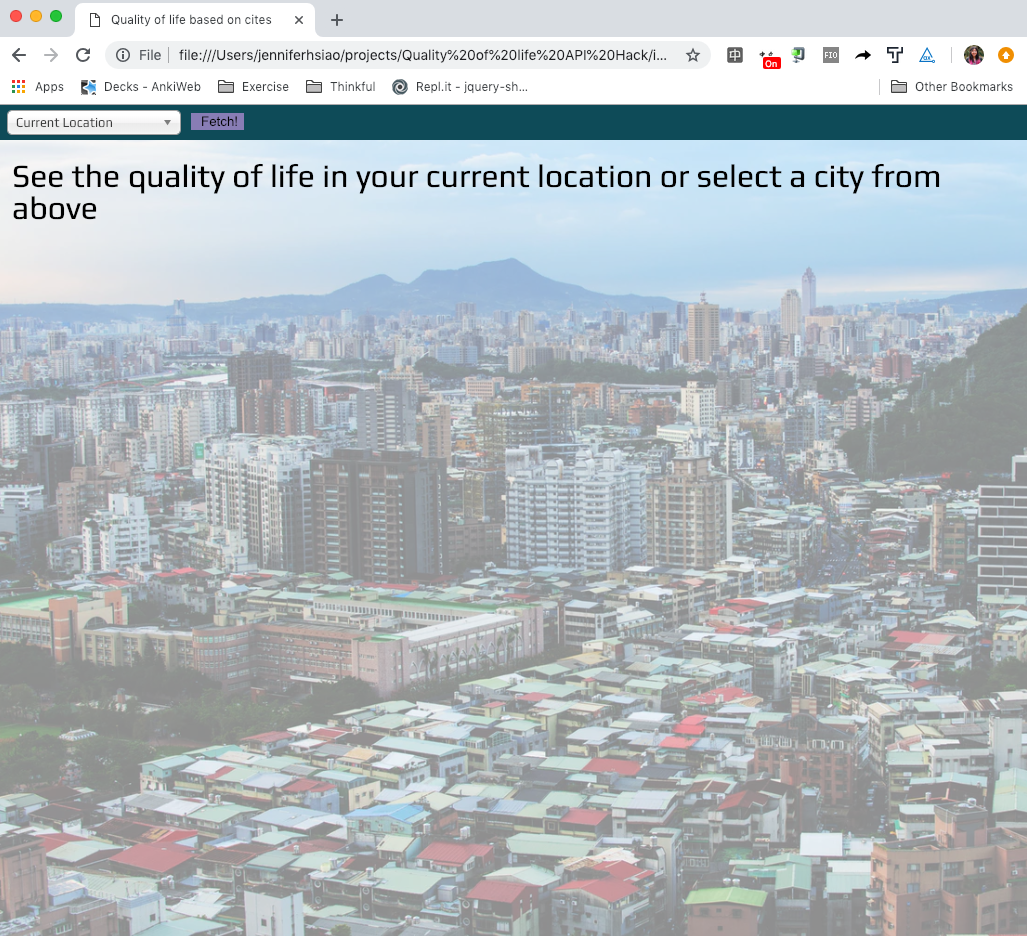 Quality of life based on cites
File
file:///Users/jenniferhsiao/projects/Quality%20of%20life%20API%20Hack/i...
中
On
FIO
Apps
Decks - AnkiWeb
Exercise
Thinkful
Repl.it - jquery-sh...
Other Bookmarks
Current Location
Fetch!
See the quality of life in your current location or select a city from
above